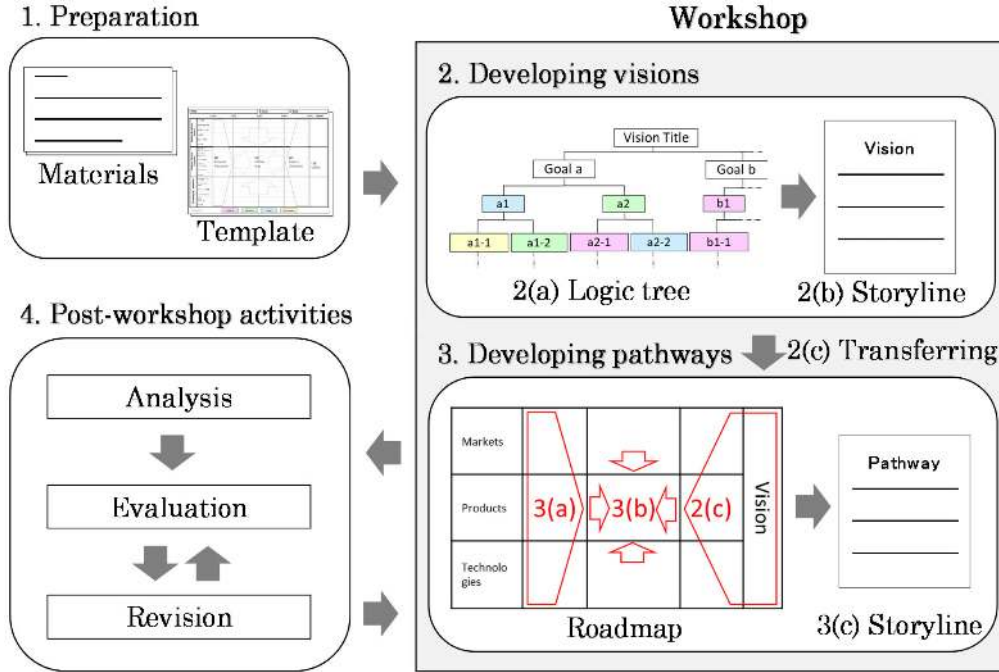 1. Preparation
Materials
Template
Workshop
2. Developing visions
Vision Title
Goal a
Goal b
a1
a2
b1
a1-1
a1-2
a2-1
a2-2
b1-1
2(a) Logic tree
Vision
2(b) Storyline
2(c) Transferring
3. Developing pathways
Markets
Products
Technolo
gies
3(a)
3(b)
2(c)
Vision
Roadmap
Pathway
3(c) Storyline
4. Post-workshop activities
Analysis
Evaluation
Revision